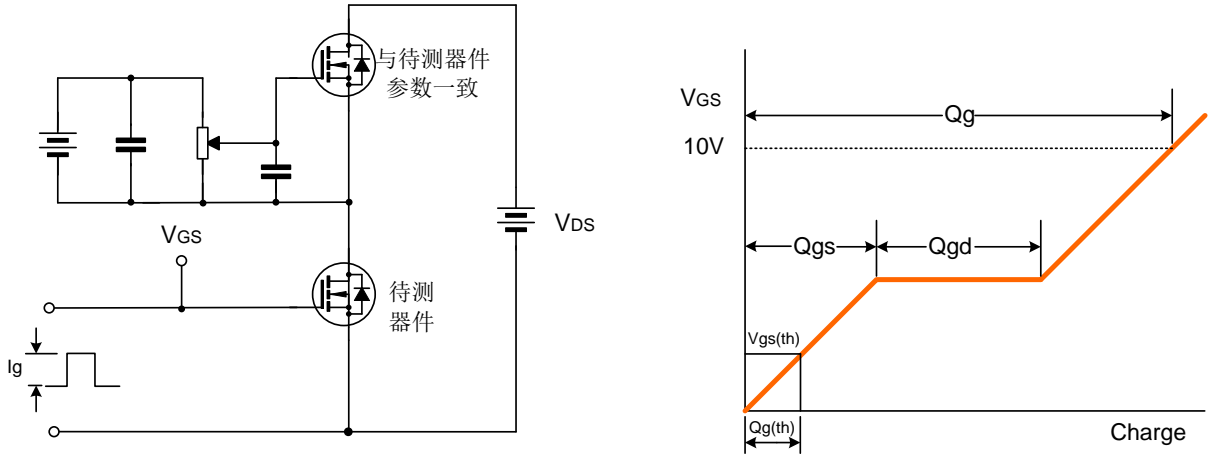 与待测器件
参数一致
VGS
VDS
待测
器件
Ig
VGS
Qg
10V
Qgs
Qgd
Vgs(th)
Qg(th)
Charge